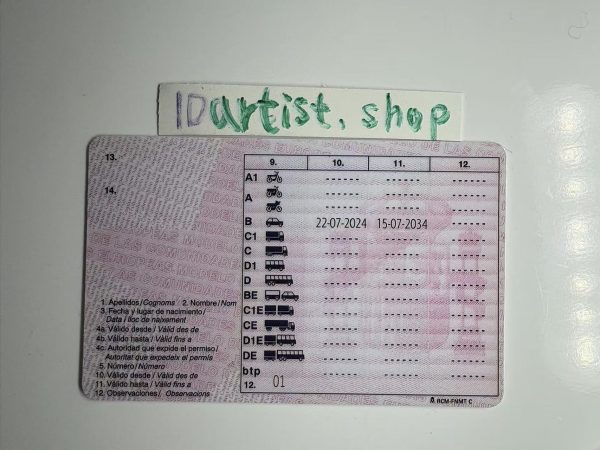 IDartist.shop
13.
14.
9. 10. 11. 12.
A1
A
B 22-07-2024 15-07-2034
C1
C
D1
D
BE
C1E
CE
D1E
DE
btp
12. 01
1. Apellidos/Cognoms 2. Nombre/Nom
3. Fecha y lugar de nacimiento/
Data i lloc de naixement
4a. Válido desde/Vàlid des de
4b. Válido hasta/Vàlid fins a
4c. Autoridad que expide el permiso/
Autoritat que expedeix el permís
5. Número/Número
10. Válido desde/Vàlid des de
11. Válido hasta/Vàlid fins a
12. Observaciones/Observacions
RCM-FNMT C